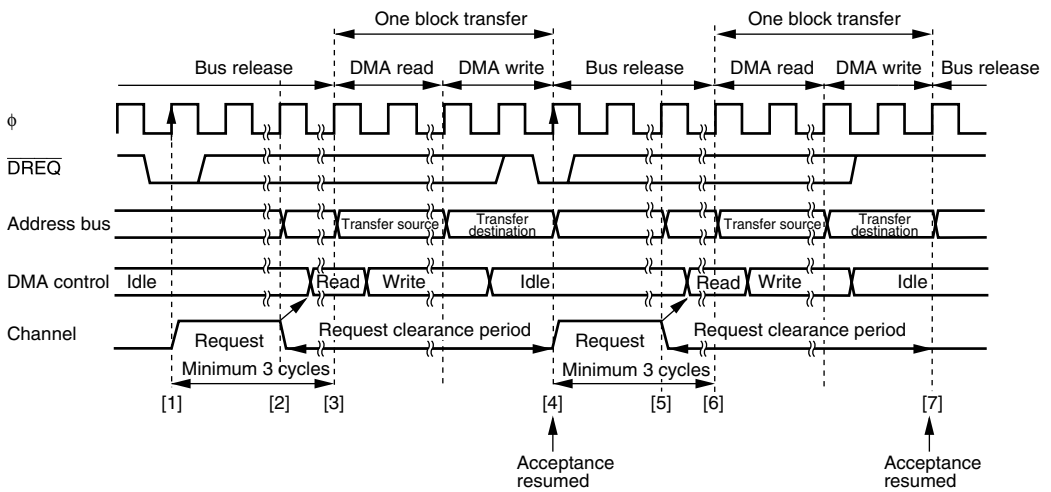 One block transfer One block transfer
Bus release DMA read DMA write Bus release DMA read DMA write Bus release
ϕ
DREQ
Address bus Transfer source Transfer destination Transfer source Transfer destination
DMA control Idle Read Write Idle Read Write Idle
Channel Request Request clearance period Request Request clearance period
Minimum 3 cycles Minimum 3 cycles
[1] [2] [3] [4] [5] [6] [7]
Acceptance resumed Acceptance resumed